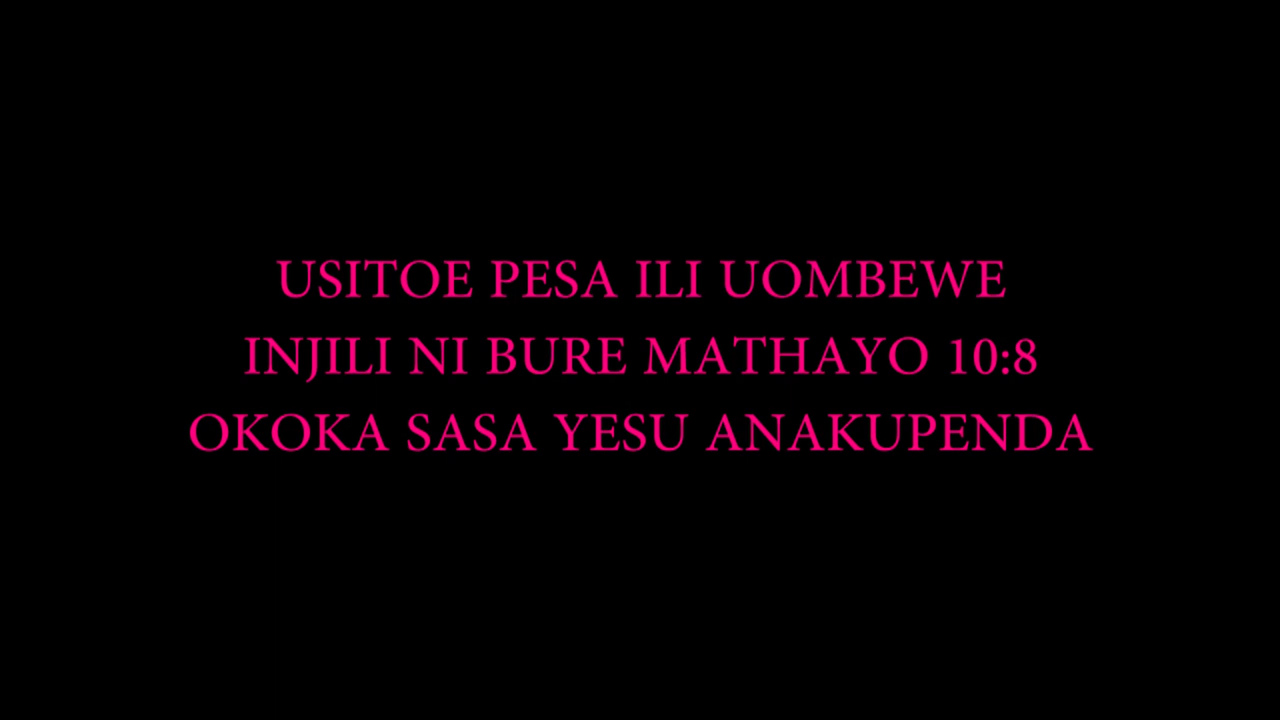 USITOE PESA ILI UOMBEWE
INJILI NI BURE MATHAYO 10:8
OKOKA SASA YESU ANAKUPENDA